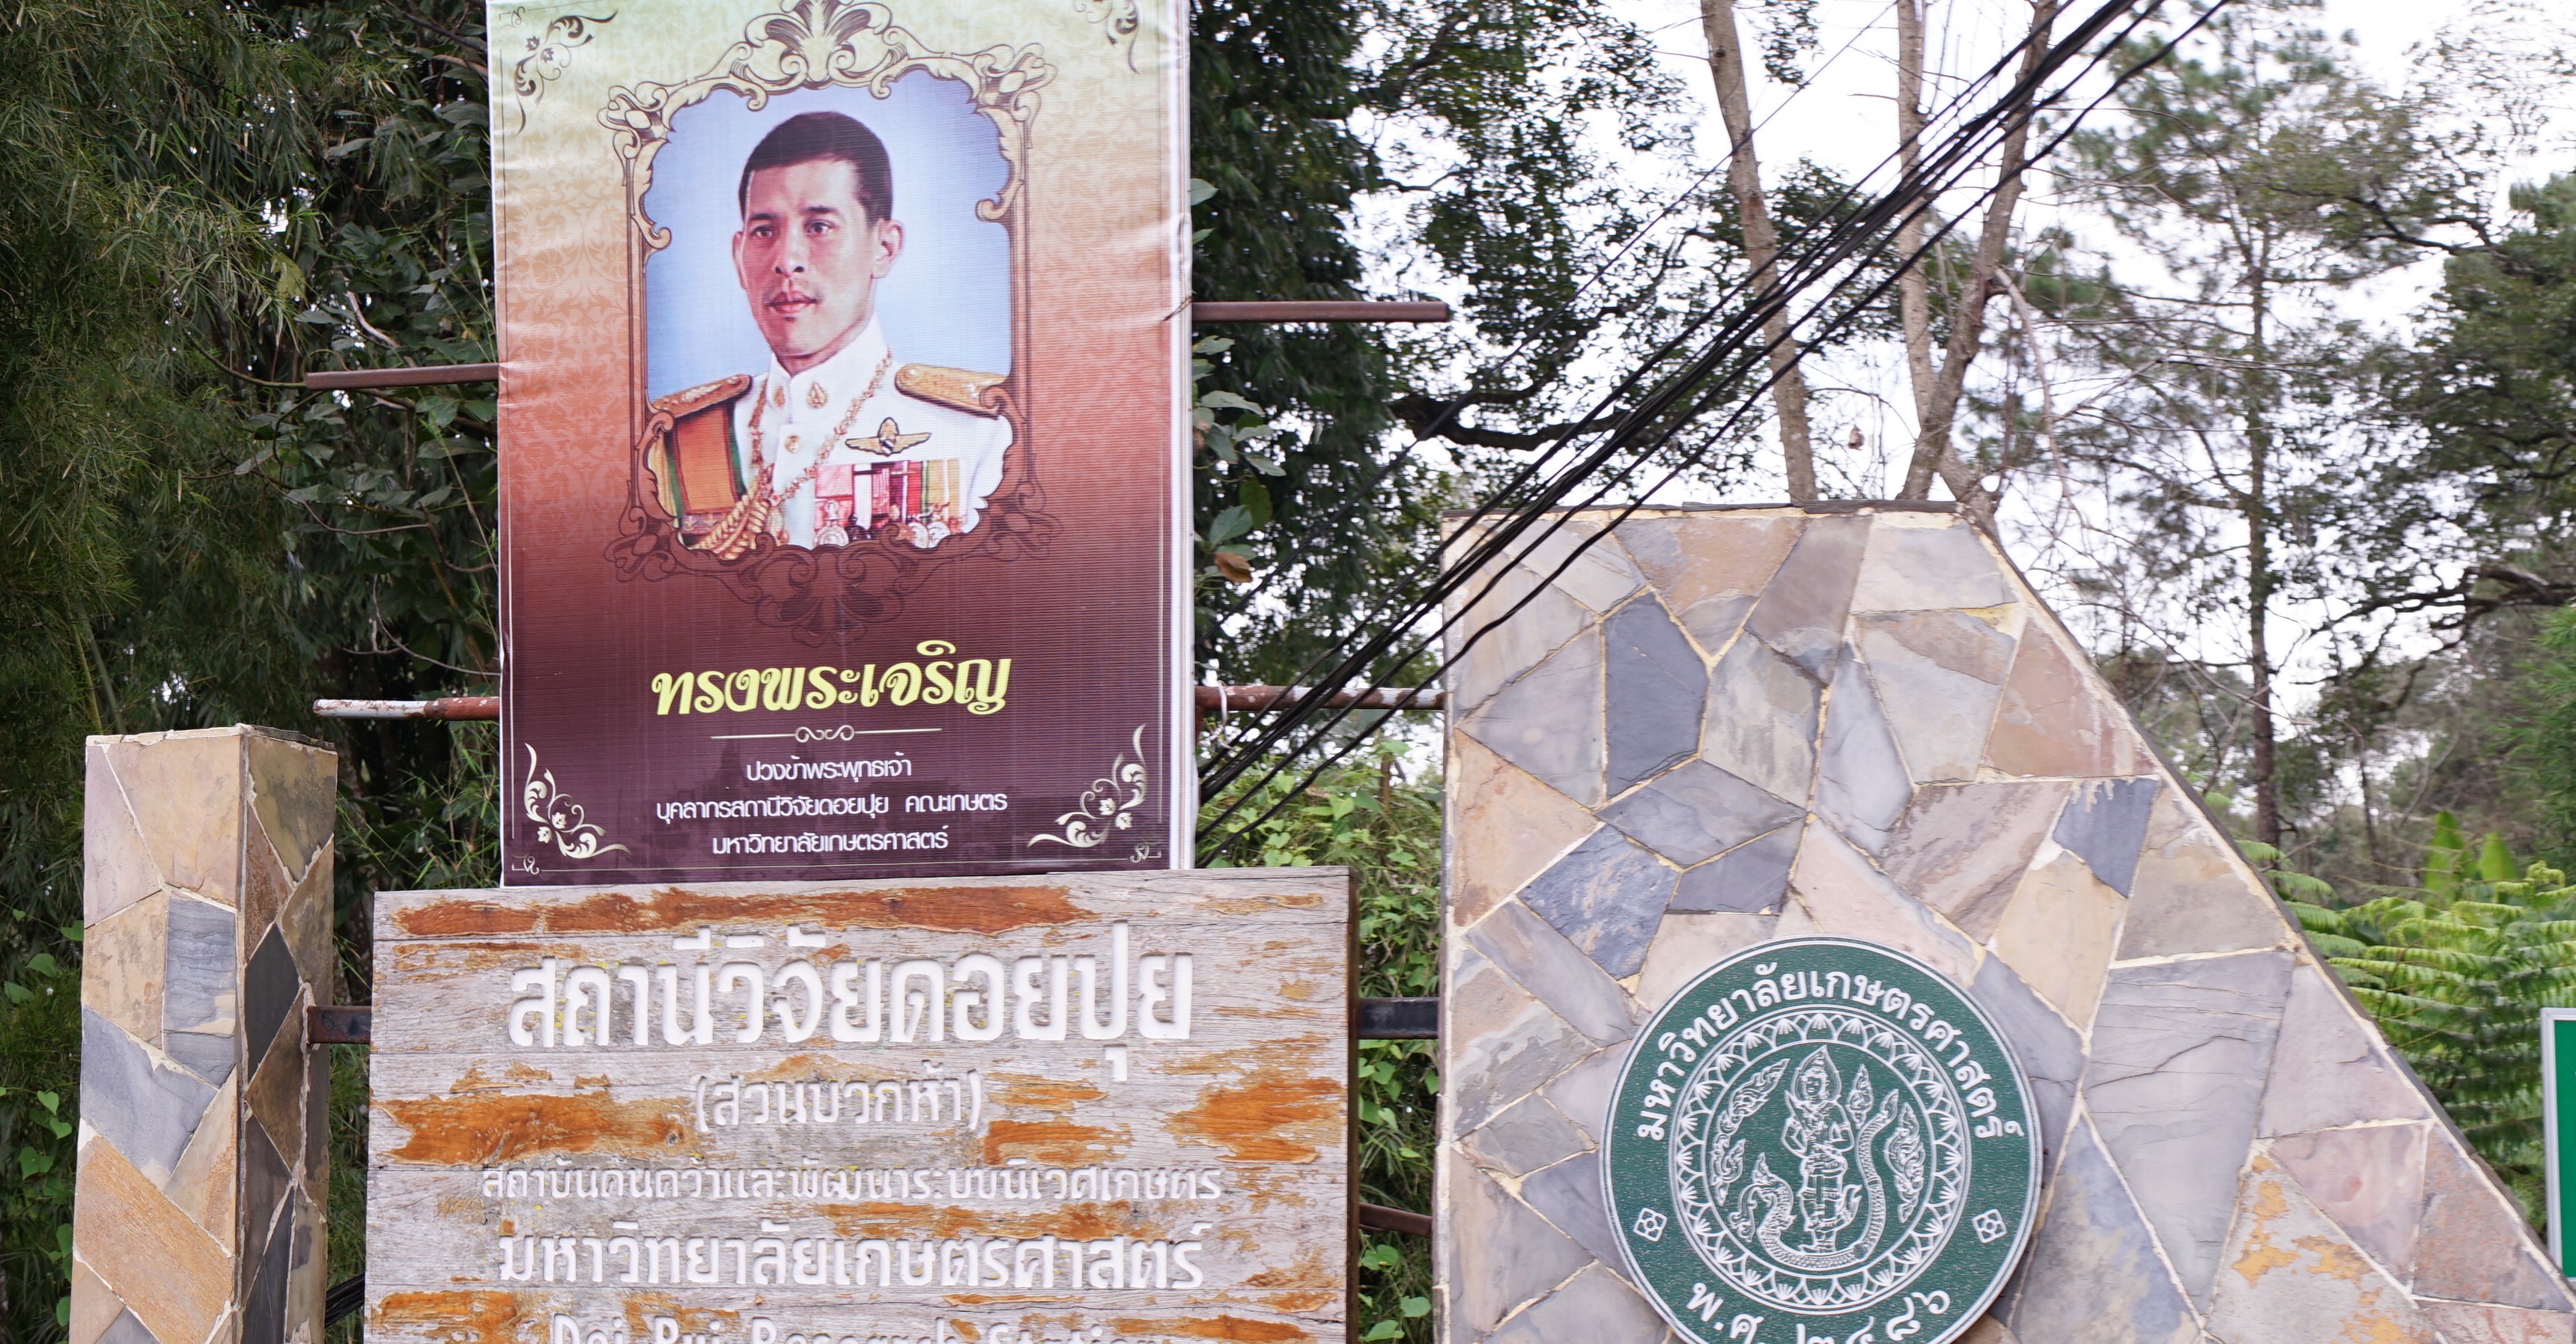 ทรงพระเจริญ
ปวงข้าพระพุทธเจ้า
บุคลากรสถานีวิจัยดอยปุย คณะเกษตร
มหาวิทยาลัยเกษตรศาสตร์
สถานีวิจัยดอยปุย
(สวนบวกห้า)
สถาบันค้นคว้าและพัฒนาระบบนิเวศเกษตร
มหาวิทยาลัยเกษตรศาสตร์
Doi Pui Research Station
มหาวิทยาลัยเกษตรศาสตร์
พ.ศ. ๒๔๘๖